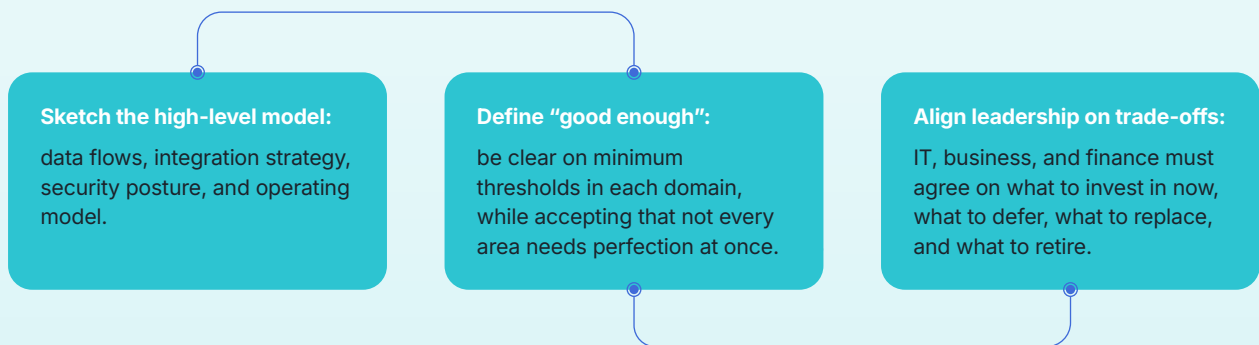 Sketch the high-level model:
data flows, integration strategy,
security posture, and operating
model.
Define “good enough”:
be clear on minimum
thresholds in each domain,
while accepting that not every
area needs perfection at once.
Align leadership on trade-offs:
IT, business, and finance must
agree on what to invest in now,
what to defer, what to replace,
and what to retire.